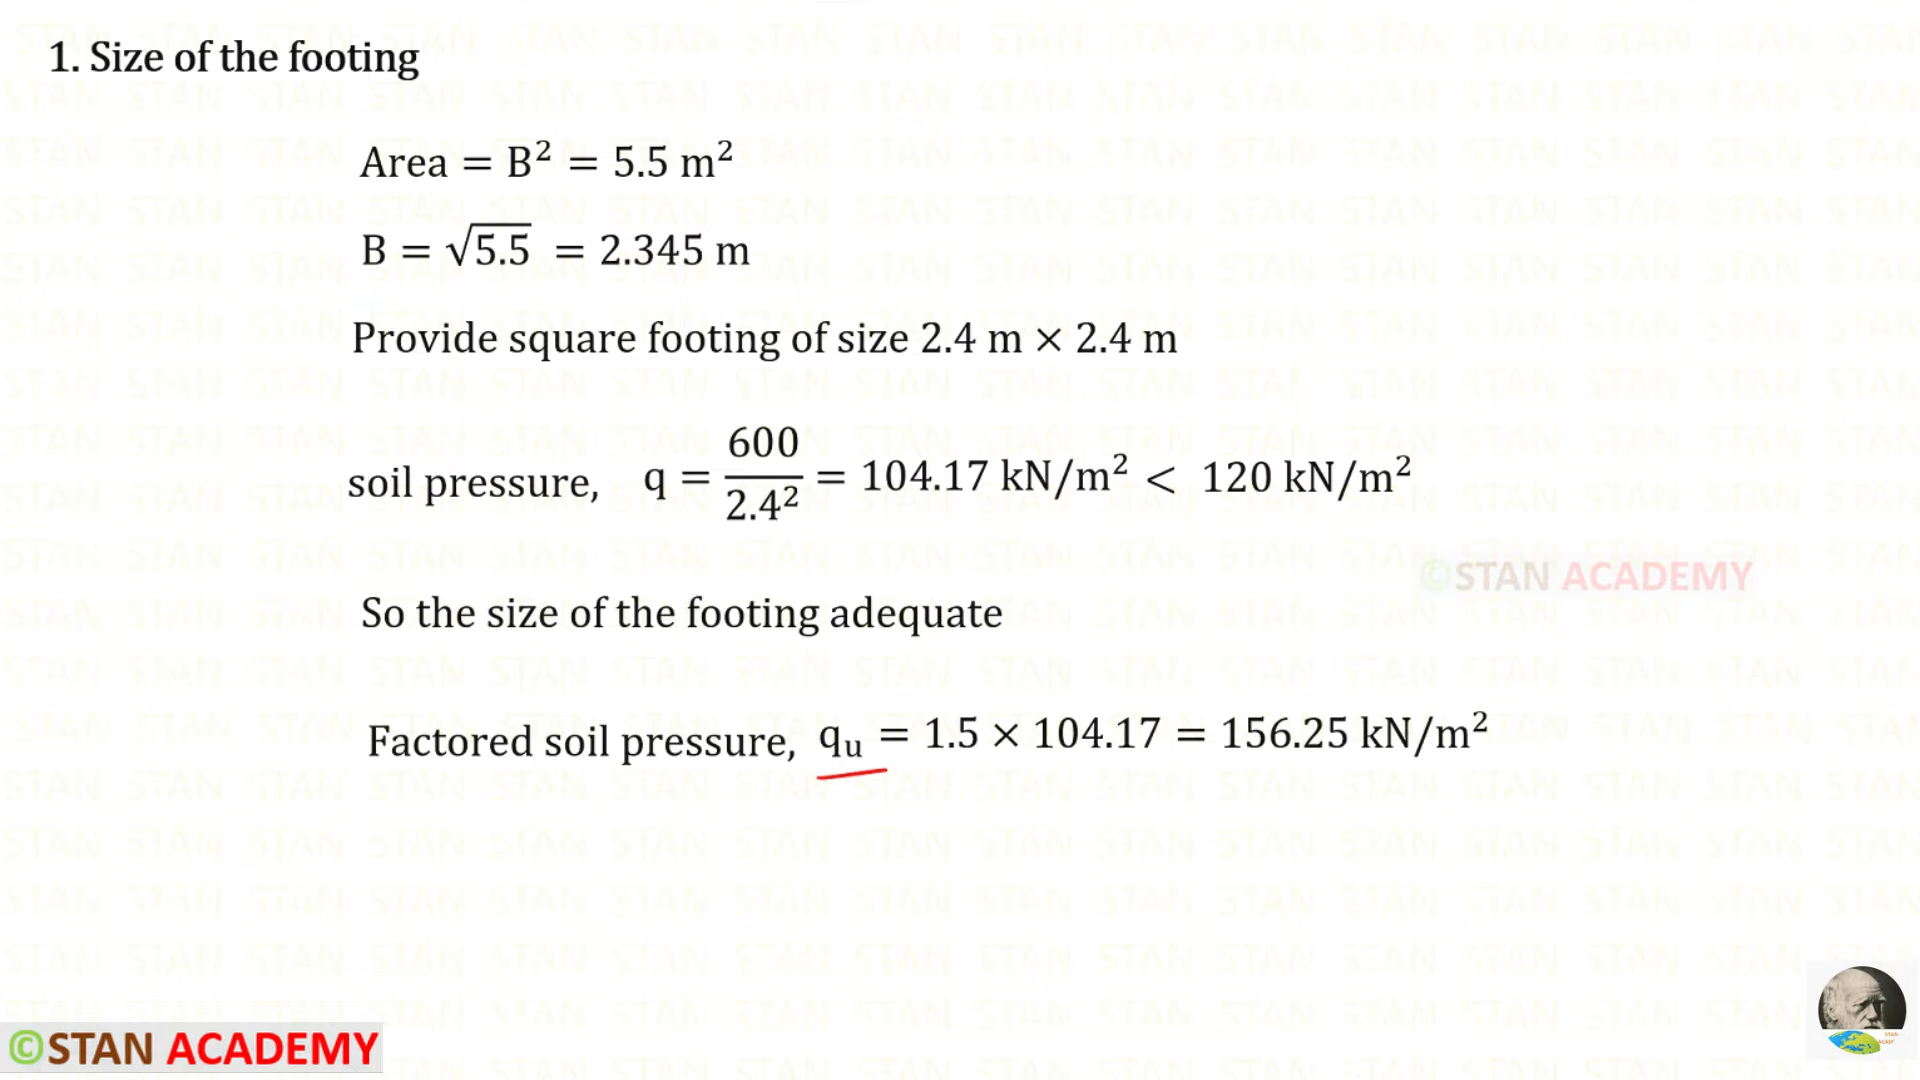 1. Size of the footing
Area = B² = 5.5 m²
B = √5.5 = 2.345 m
Provide square footing of size 2.4 m × 2.4 m
soil pressure, q = 600/2.4² = 104.17 kN/m² < 120 kN/m²
©STAN ACADEMY
So the size of the footing adequate
Factored soil pressure, qᵤ = 1.5 × 104.17 = 156.25 kN/m²
©STAN ACADEMY